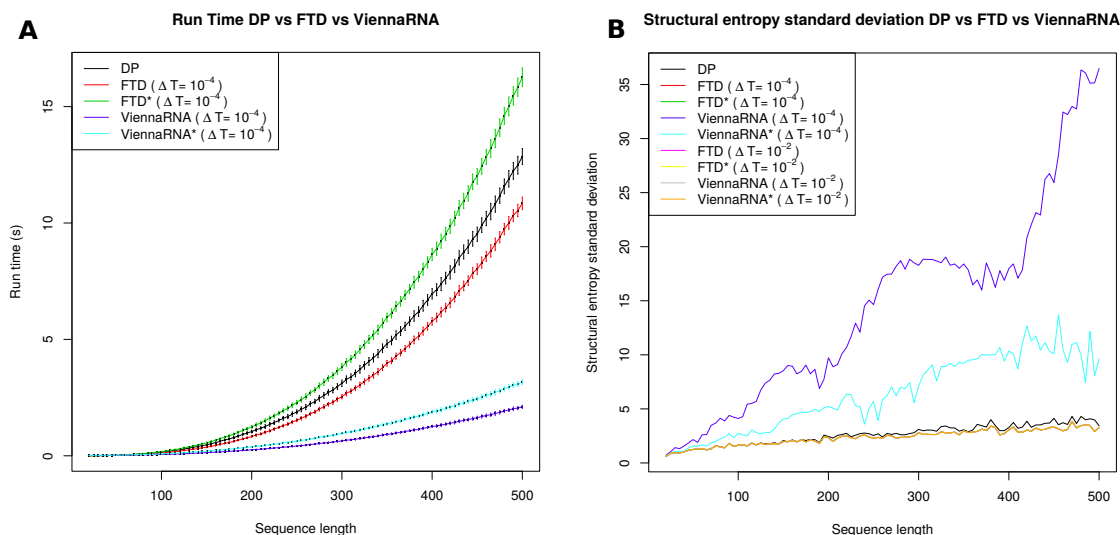 A
Run Time DP vs FTD vs ViennaRNA
DP
FTD ( Δ T= 10⁻⁴ )
FTD* ( Δ T= 10⁻⁴ )
ViennaRNA ( Δ T= 10⁻⁴ )
ViennaRNA* ( Δ T= 10⁻⁴ )
Run time (s)
15
10
5
0
100 200 300 400 500
Sequence length
B
Structural entropy standard deviation DP vs FTD vs ViennaRNA
DP
FTD ( Δ T= 10⁻⁴ )
FTD* ( Δ T= 10⁻⁴ )
ViennaRNA ( Δ T= 10⁻⁴ )
ViennaRNA* ( Δ T= 10⁻⁴ )
FTD ( Δ T= 10⁻² )
FTD* ( Δ T= 10⁻² )
ViennaRNA ( Δ T= 10⁻² )
ViennaRNA* ( Δ T= 10⁻² )
Structural entropy standard deviation
35
30
25
20
15
10
5
0
100 200 300 400 500
Sequence length